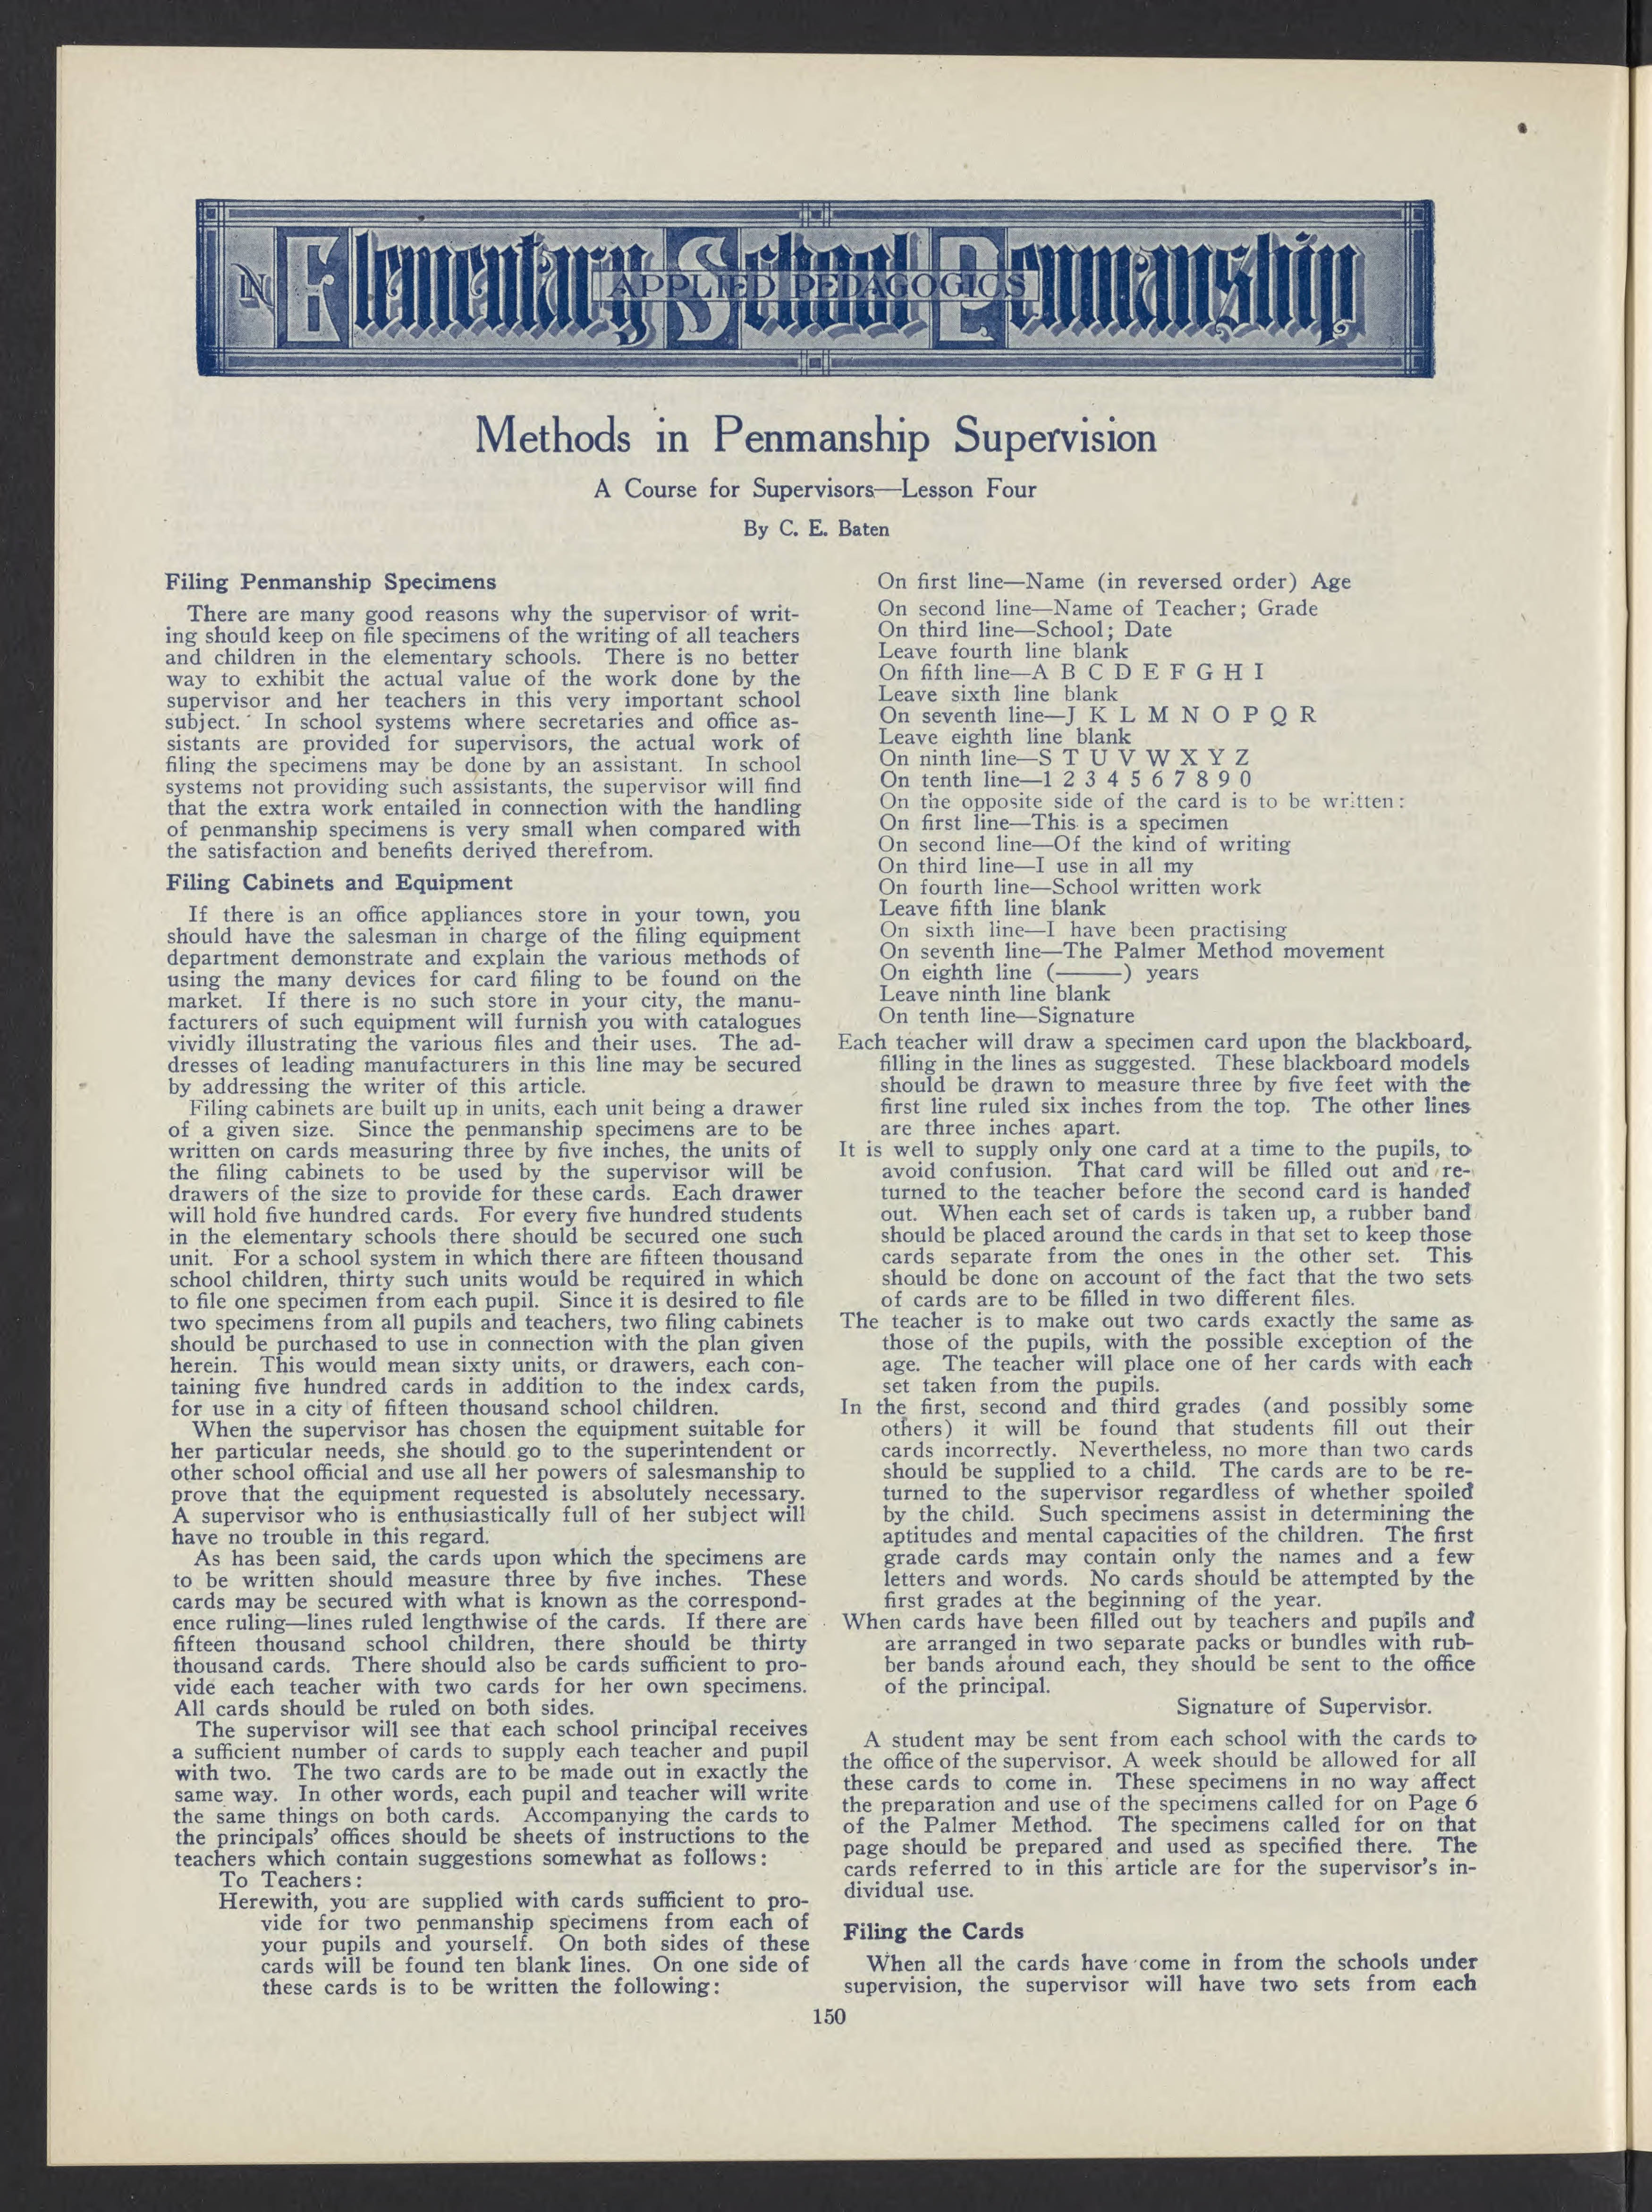 IN Elementary School Penmanship
APPLIED PEDAGOGICS
Methods in Penmanship Supervision
A Course for Supervisors—Lesson Four
By C. E. Baten
Filing Penmanship Specimens
There are many good reasons why the supervisor of writ-
ing should keep on file specimens of the writing of all teachers
and children in the elementary schools. There is no better
way to exhibit the actual value of the work done by the
supervisor and her teachers in this very important school
subject. In school systems where secretaries and office as-
sistants are provided for supervisors, the actual work of
filing the specimens may be done by an assistant. In school
systems not providing such assistants, the supervisor will find
that the extra work entailed in connection with the handling
of penmanship specimens is very small when compared with
the satisfaction and benefits derived therefrom.
Filing Cabinets and Equipment
If there is an office appliances store in your town, you
should have the salesman in charge of the filing equipment
department demonstrate and explain the various methods of
using the many devices for card filing to be found on the
market. If there is no such store in your city, the manu-
facturers of such equipment will furnish you with catalogues
vividly illustrating the various files and their uses. The ad-
dresses of leading manufacturers in this line may be secured
by addressing the writer of this article.
Filing cabinets are built up in units, each unit being a drawer
of a given size. Since the penmanship specimens are to be
written on cards measuring three by five inches, the units of
the filing cabinets to be used by the supervisor will be
drawers of the size to provide for these cards. Each drawer
will hold five hundred cards. For every five hundred students
in the elementary schools there should be secured one such
unit. For a school system in which there are fifteen thousand
school children, thirty such units would be required in which
to file one specimen from each pupil. Since it is desired to file
two specimens from all pupils and teachers, two filing cabinets
should be purchased to use in connection with the plan given
herein. This would mean sixty units, or drawers, each con-
taining five hundred cards in addition to the index cards,
for use in a city of fifteen thousand school children.
When the supervisor has chosen the equipment suitable for
her particular needs, she should go to the superintendent or
other school official and use all her powers of salesmanship to
prove that the equipment requested is absolutely necessary.
A supervisor who is enthusiastically full of her subject will
have no trouble in this regard.
As has been said, the cards upon which the specimens are
to be written should measure three by five inches. These
cards may be secured with what is known as the correspond-
ence ruling—lines ruled lengthwise of the cards. If there are
fifteen thousand school children, there should be thirty
thousand cards. There should also be cards sufficient to pro-
vide each teacher with two cards for her own specimens.
All cards should be ruled on both sides.
The supervisor will see that each school principal receives
a sufficient number of cards to supply each teacher and pupil
with two. The two cards are to be made out in exactly the
same way. In other words, each pupil and teacher will write
the same things on both cards. Accompanying the cards to
the principals' offices should be sheets of instructions to the
teachers which contain suggestions somewhat as follows:
To Teachers:
Herewith, you are supplied with cards sufficient to pro-
vide for two penmanship specimens from each of
your pupils and yourself. On both sides of these
cards will be found ten blank lines. On one side of
these cards is to be written the following:
On first line—Name (in reversed order) Age
On second line—Name of Teacher; Grade
On third line—School; Date
Leave fourth line blank
On fifth line—A B C D E F G H I
Leave sixth line blank
On seventh line—J K L M N O P Q R
Leave eighth line blank
On ninth line—S T U V W X Y Z
On tenth line—1 2 3 4 5 6 7 8 9 0
On the opposite side of the card is to be written:
On first line—This is a specimen
On second line—Of the kind of writing
On third line—I use in all my
On fourth line—School written work
Leave fifth line blank
On sixth line—I have been practising
On seventh line—The Palmer Method movement
On eighth line (———) years
Leave ninth line blank
On tenth line—Signature
Each teacher will draw a specimen card upon the blackboard,
filling in the lines as suggested. These blackboard models
should be drawn to measure three by five feet with the
first line ruled six inches from the top. The other lines
are three inches apart.
It is well to supply only one card at a time to the pupils, to
avoid confusion. That card will be filled out and re-
turned to the teacher before the second card is handed
out. When each set of cards is taken up, a rubber band
should be placed around the cards in that set to keep those
cards separate from the ones in the other set. This
should be done on account of the fact that the two sets
of cards are to be filled in two different files.
The teacher is to make out two cards exactly the same as
those of the pupils, with the possible exception of the
age. The teacher will place one of her cards with each
set taken from the pupils.
In the first, second and third grades (and possibly some
others) it will be found that students fill out their
cards incorrectly. Nevertheless, no more than two cards
should be supplied to a child. The cards are to be re-
turned to the supervisor regardless of whether spoiled
by the child. Such specimens assist in determining the
aptitudes and mental capacities of the children. The first
grade cards may contain only the names and a few
letters and words. No cards should be attempted by the
first grades at the beginning of the year.
When cards have been filled out by teachers and pupils and
are arranged in two separate packs or bundles with rub-
ber bands around each, they should be sent to the office
of the principal.
Signature of Supervisor.
A student may be sent from each school with the cards to
the office of the supervisor. A week should be allowed for all
these cards to come in. These specimens in no way affect
the preparation and use of the specimens called for on Page 6
of the Palmer Method. The specimens called for on that
page should be prepared and used as specified there. The
cards referred to in this article are for the supervisor's in-
dividual use.
Filing the Cards
When all the cards have come in from the schools under
supervision, the supervisor will have two sets from each
150